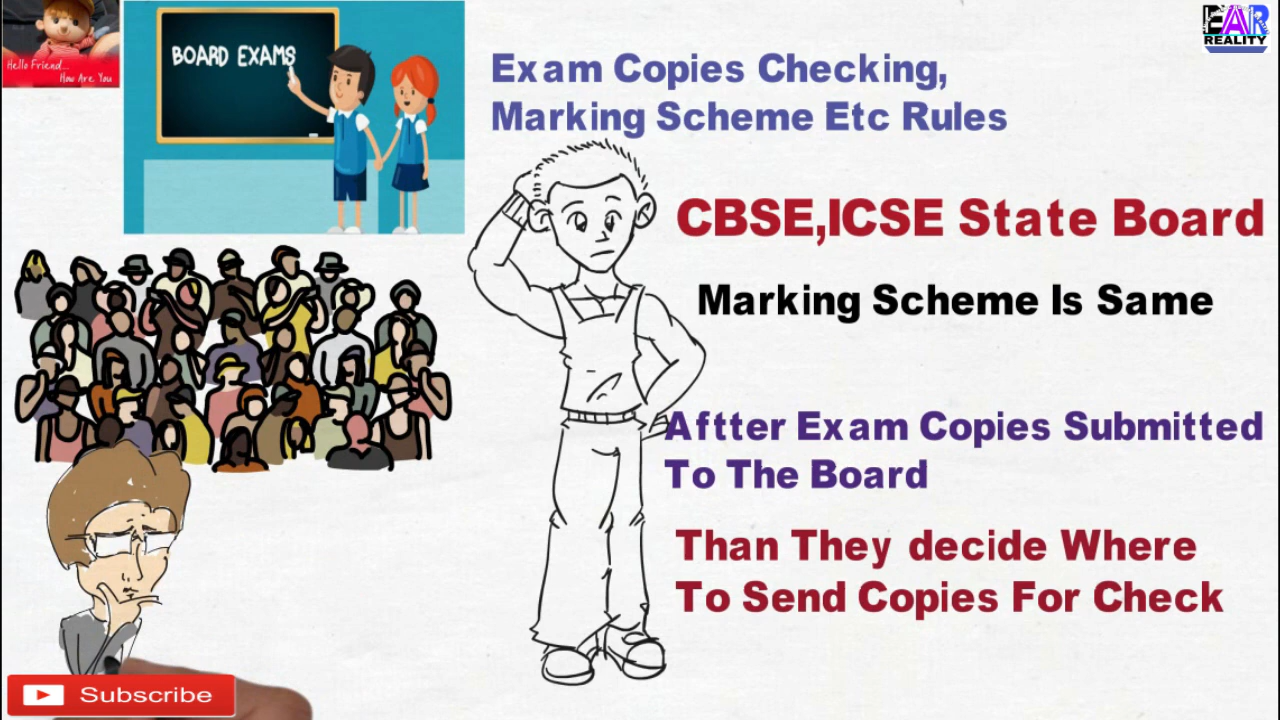 Hello Friend...
How Are You
BOARD EXAMS
EAR
REALITY
Exam Copies Checking,
Marking Scheme Etc Rules
CBSE,ICSE State Board
Marking Scheme Is Same
Aftter Exam Copies Submitted
To The Board
Than They decide Where
To Send Copies For Check
Subscribe